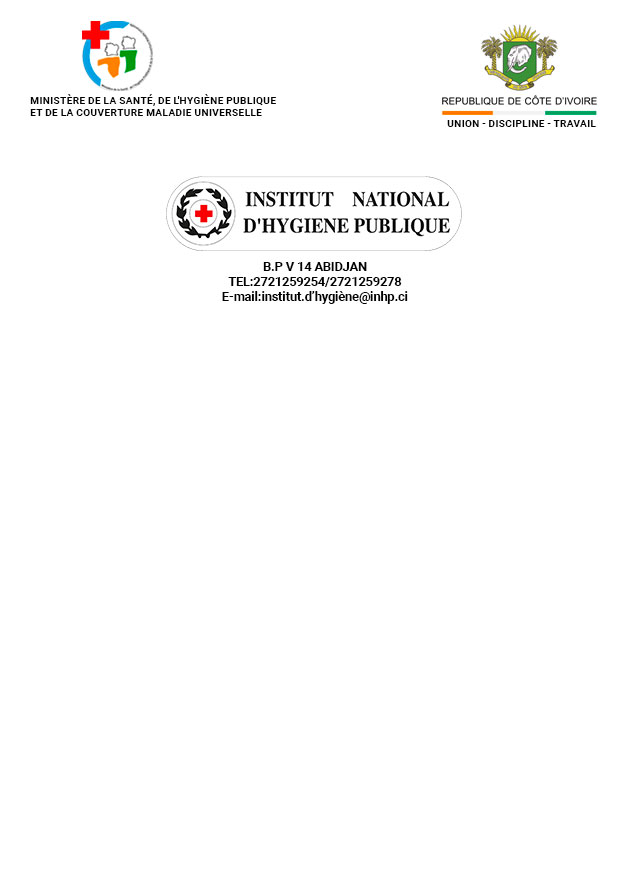 MINISTÈRE DE LA SANTÉ, DE L'HYGIÈNE PUBLIQUE
ET DE LA COUVERTURE MALADIE UNIVERSELLE
REPUBLIQUE DE CÔTE D'IVOIRE
UNION - DISCIPLINE - TRAVAIL
INSTITUT NATIONAL
D'HYGIENE PUBLIQUE
B.P V 14 ABIDJAN
TEL:2721259254/2721259278
E-mail:institut.d'hygiène@inhp.ci